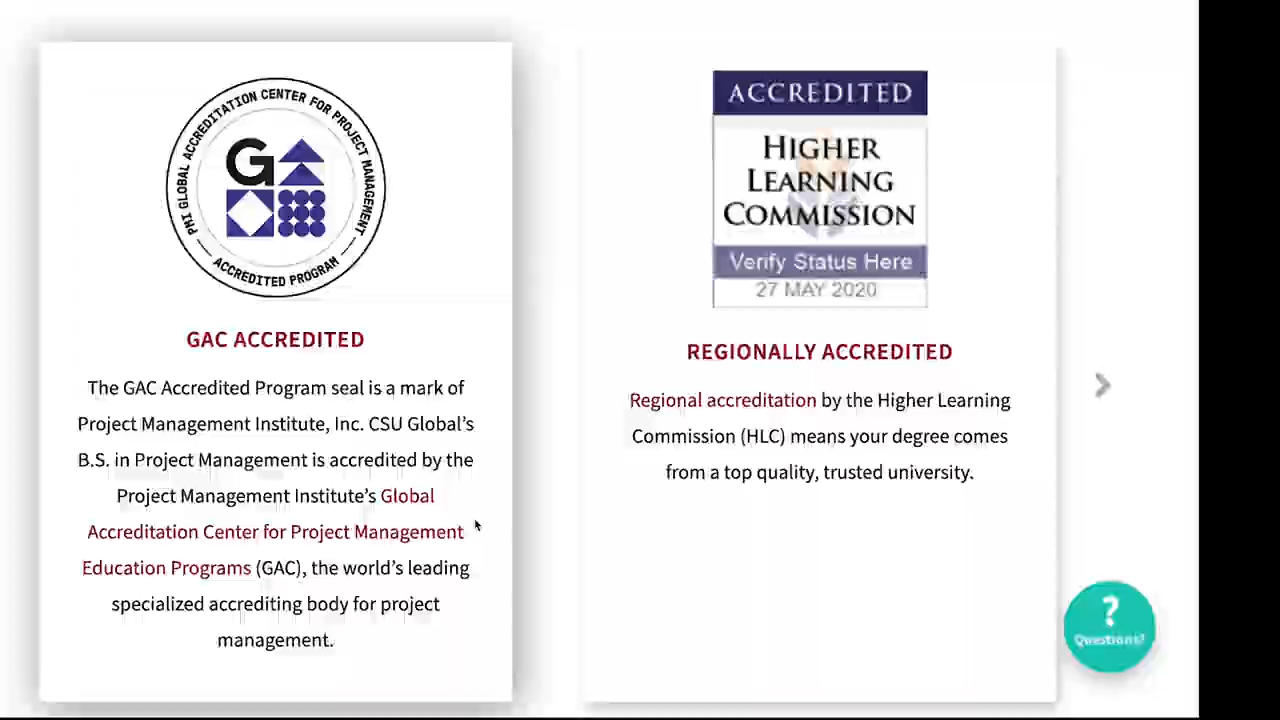 PMI GLOBAL ACCREDITATION CENTER FOR PROJECT MANAGEMENT
G
ACCREDITED PROGRAM
GAC ACCREDITED
The GAC Accredited Program seal is a mark of
Project Management Institute, Inc. CSU Global’s
B.S. in Project Management is accredited by the
Project Management Institute’s Global
Accreditation Center for Project Management
Education Programs (GAC), the world’s leading
specialized accrediting body for project
management.
ACCREDITED
HIGHER
LEARNING
COMMISSION
Verify Status Here
27 MAY 2020
REGIONALLY ACCREDITED
Regional accreditation by the Higher Learning
Commission (HLC) means your degree comes
from a top quality, trusted university.
?
Questions?